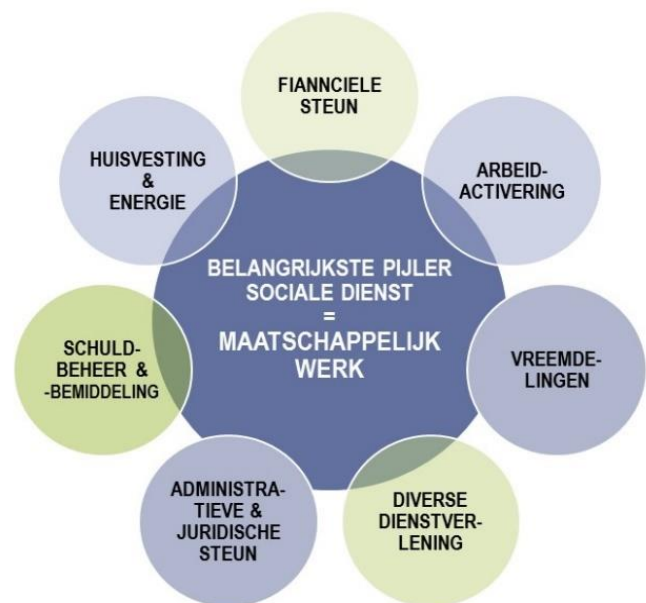 FIANNCIELE
STEUN
HUISVESTING
&
ENERGIE
ARBEID-
ACTIVERING
BELANGRIJKSTE PIJLER
SOCIALE DIENST
=
MAATSCHAPPELIJK
WERK
SCHULD-
BEHEER &
-BEMIDDELING
VREEMDE-
LINGEN
ADMINISTRA-
TIEVE &
JURIDISCHE
STEUN
DIVERSE
DIENSTVER-
LENING